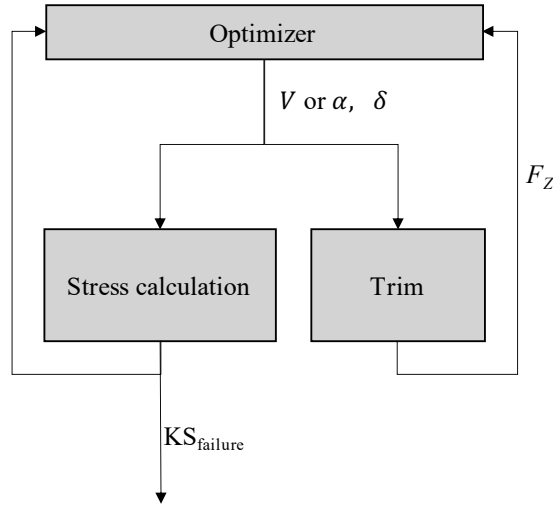 Optimizer
V or α, δ
F_Z
Stress calculation
Trim
KS_failure